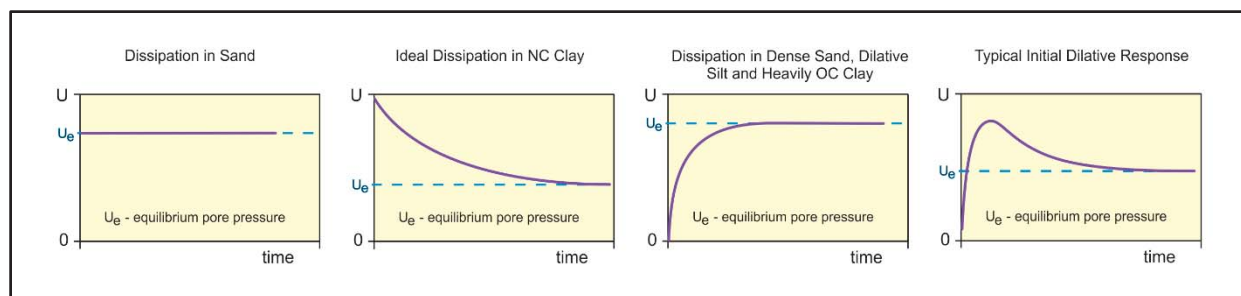 Dissipation in Sand
U
Ue
Ue - equilibrium pore pressure
0
time
Ideal Dissipation in NC Clay
U
Ue
Ue - equilibrium pore pressure
0
time
Dissipation in Dense Sand, Dilative
Silt and Heavily OC Clay
U
Ue
Ue - equilibrium pore pressure
0
time
Typical Initial Dilative Response
U
Ue
Ue - equilibrium pore pressure
0
time